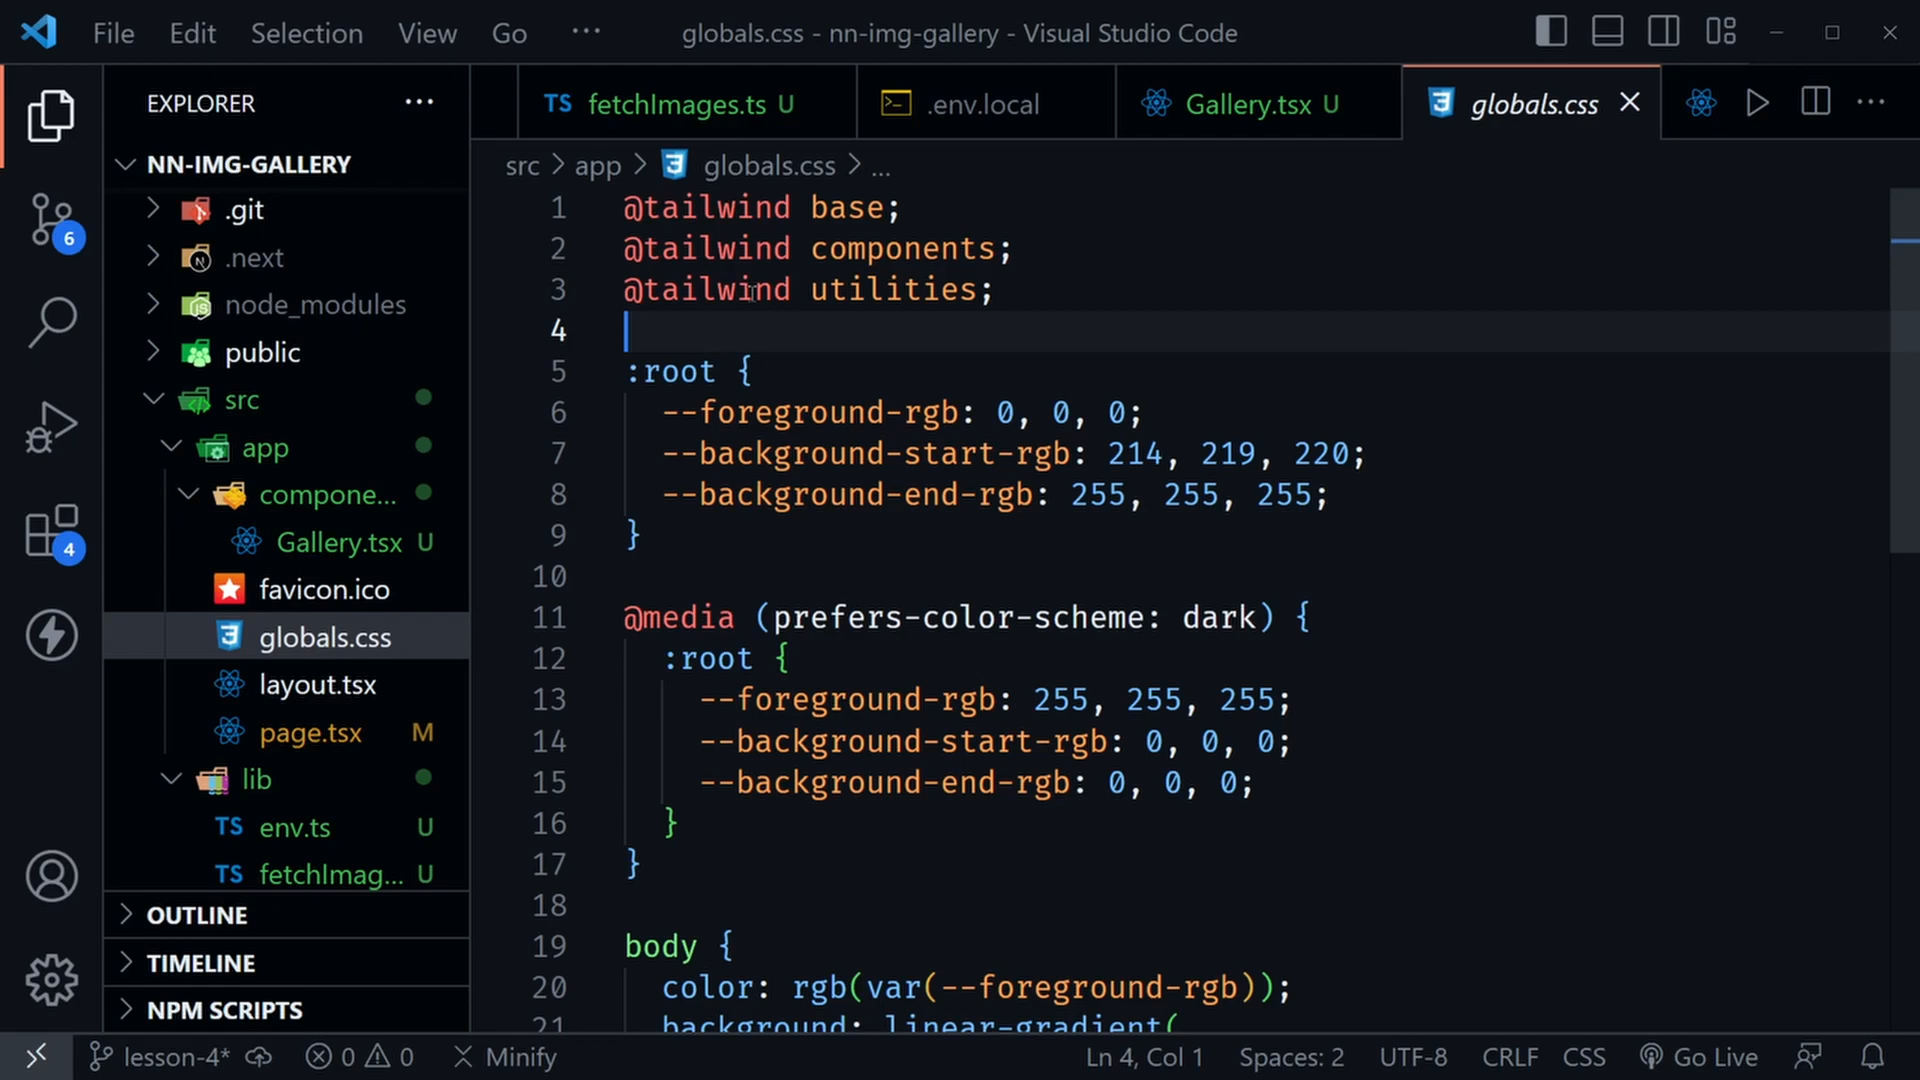 File Edit Selection View Go ··· globals.css - nn-img-gallery - Visual Studio Code
EXPLORER ···
TS fetchImages.ts U
.env.local
Gallery.tsx U
globals.css
···
NN-IMG-GALLERY
.git
.next
node_modules
public
src
app
compone...
Gallery.tsx U
favicon.ico
globals.css
layout.tsx
page.tsx M
lib
TS env.ts U
TS fetchImag... U
OUTLINE
TIMELINE
NPM SCRIPTS
6
4
src > app > globals.css > ...
1 @tailwind base;
2 @tailwind components;
3 @tailwind utilities;
4
5 :root {
6 --foreground-rgb: 0, 0, 0;
7 --background-start-rgb: 214, 219, 220;
8 --background-end-rgb: 255, 255, 255;
9 }
10
11 @media (prefers-color-scheme: dark) {
12 :root {
13 --foreground-rgb: 255, 255, 255;
14 --background-start-rgb: 0, 0, 0;
15 --background-end-rgb: 0, 0, 0;
16 }
17 }
18
19 body {
20 color: rgb(var(--foreground-rgb));
21 background: linear-gradient(
lesson-4* 0 0 Minify Ln 4, Col 1 Spaces: 2 UTF-8 CRLF CSS Go Live